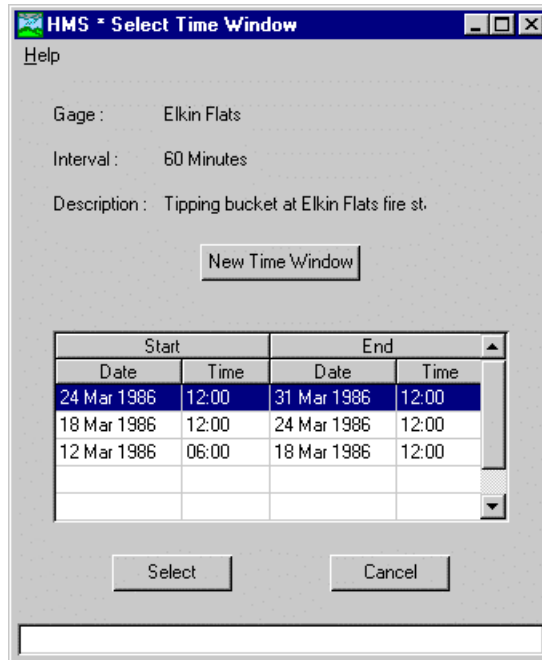 HMS * Select Time Window
Help
Gage : Elkin Flats
Interval : 60 Minutes
Description : Tipping bucket at Elkin Flats fire st.
New Time Window
Start End
Date Time Date Time
24 Mar 1986 12:00 31 Mar 1986 12:00
18 Mar 1986 12:00 24 Mar 1986 12:00
12 Mar 1986 06:00 18 Mar 1986 12:00
Select Cancel